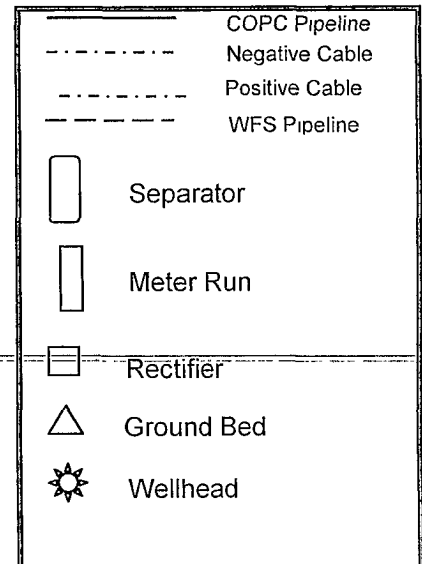 COPC Pipeline
Negative Cable
Positive Cable
WFS Pipeline
Separator
Meter Run
Rectifier
Ground Bed
Wellhead